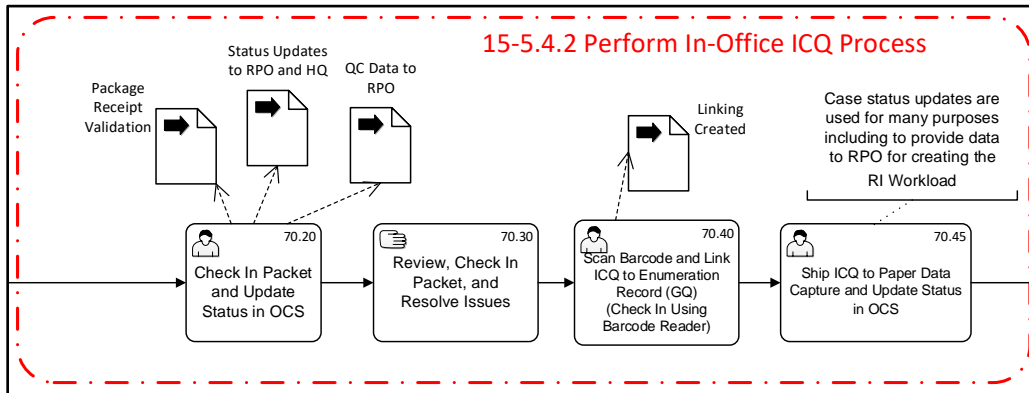 15-5.4.2 Perform In-Office ICQ Process
Package
Receipt
Validation
Status Updates
to RPO and HQ
QC Data to
RPO
Linking
Created
Case status updates are
used for many purposes
including to provide data
to RPO for creating the
RI Workload
70.20
Check In Packet
and Update
Status in OCS
70.30
Review, Check In
Packet, and
Resolve Issues
70.40
Scan Barcode and Link
ICQ to Enumeration
Record (GQ)
(Check In Using
Barcode Reader)
70.45
Ship ICQ to Paper Data
Capture and Update Status
in OCS